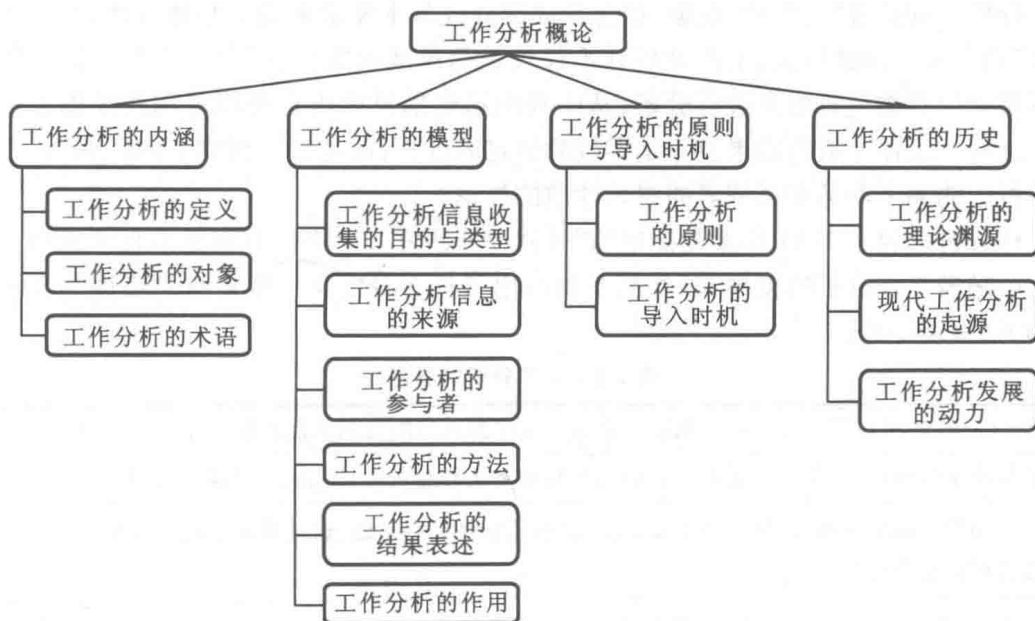 工作分析概论
工作分析的内涵
工作分析的定义
工作分析的对象
工作分析的术语
工作分析的模型
工作分析信息收
集的目的与类型
工作分析信息
的来源
工作分析的
参与者
工作分析的方法
工作分析的
结果表述
工作分析的作用
工作分析的原则
与导入时机
工作分析
的原则
工作分析的
导入时机
工作分析的历史
工作分析的
理论渊源
现代工作分析
的起源
工作分析发展
的动力